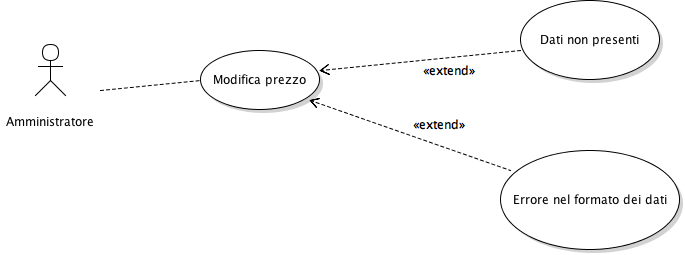 Dati non presenti
«extend»
Modifica prezzo
Amministratore
«extend»
Errore nel formato dei dati